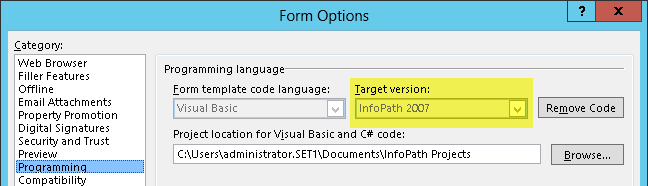 Form Options
? X
Category:
Web Browser
Filler Features
Offline
Email Attachments
Property Promotion
Digital Signatures
Security and Trust
Preview
Programming
Compatibility
Programming language
Form template code language: Target version:
Visual Basic InfoPath 2007 Remove Code
Project location for Visual Basic and C# code:
C:\Users\administrator.SET1\Documents\InfoPath Projects Browse...